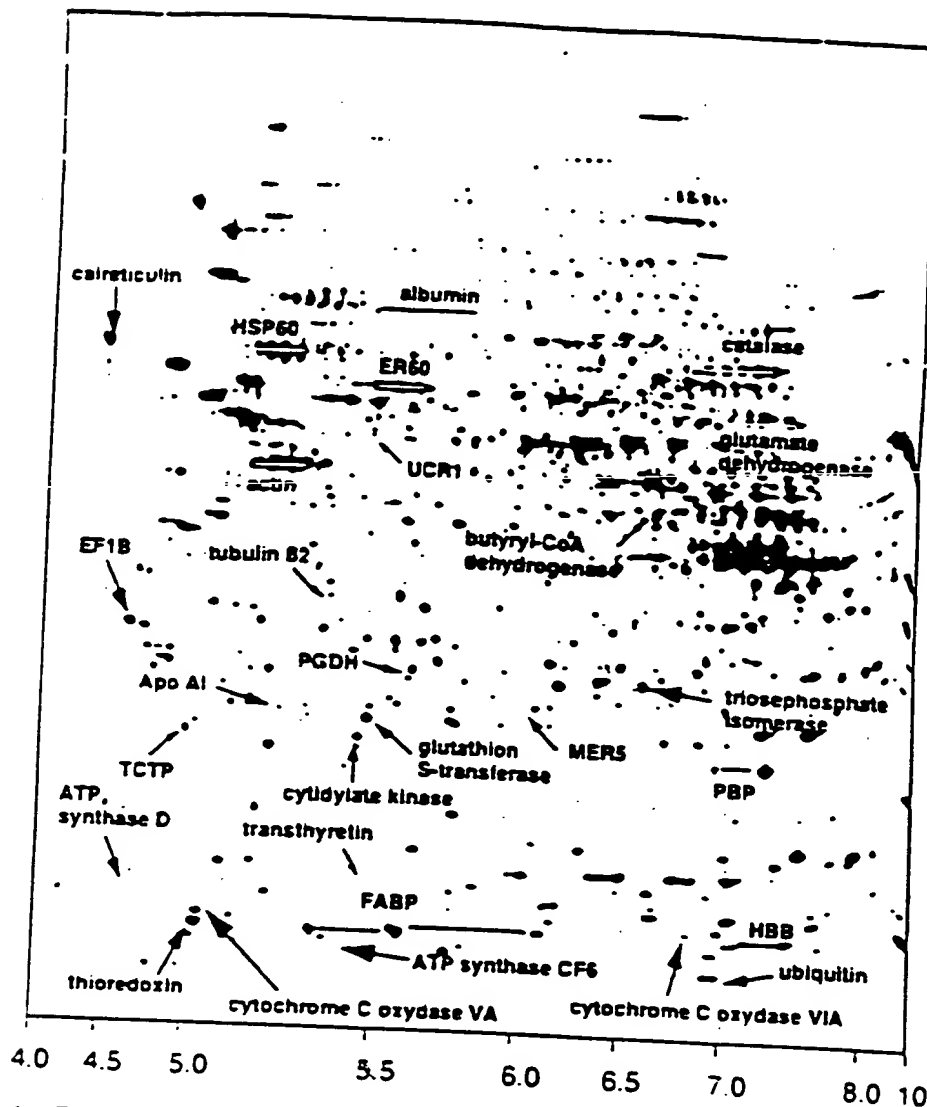 calreticulin
albumin
HSP60
catalase
ER60
glutamate
dehydrogenase
UCR1
actin
butyryl-CoA
dehydrogenase
EF1B
tubulin B2
PGDH
Apo AI
triosephosphate
isomerase
glutathion
S-transferase
MER5
TCTP
PBP
ATP
synthase D
cytidylate kinase
transthyretin
FABP
HBB
ATP synthase CF6
ubiquitin
thioredoxin
cytochrome C oxydase VA
cytochrome C oxydase VIA
4.0 4.5 5.0 5.5 6.0 7.0 8.0 10